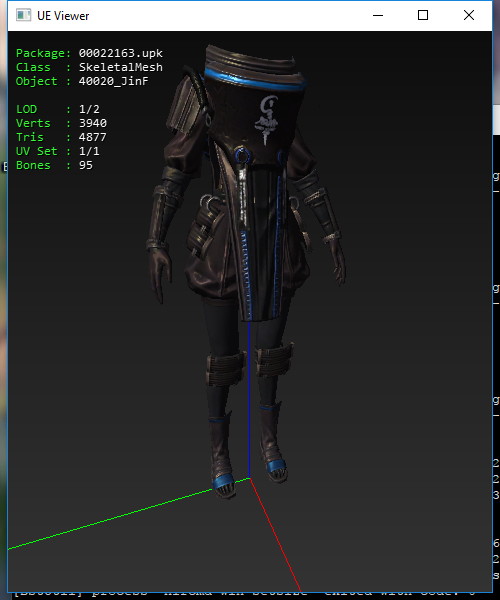 UE Viewer
Package: 00022163.upk
Class : SkeletalMesh
Object : 40020_JinF
LOD : 1/2
Verts : 3940
Tris : 4877
UV Set : 1/1
Bones : 95